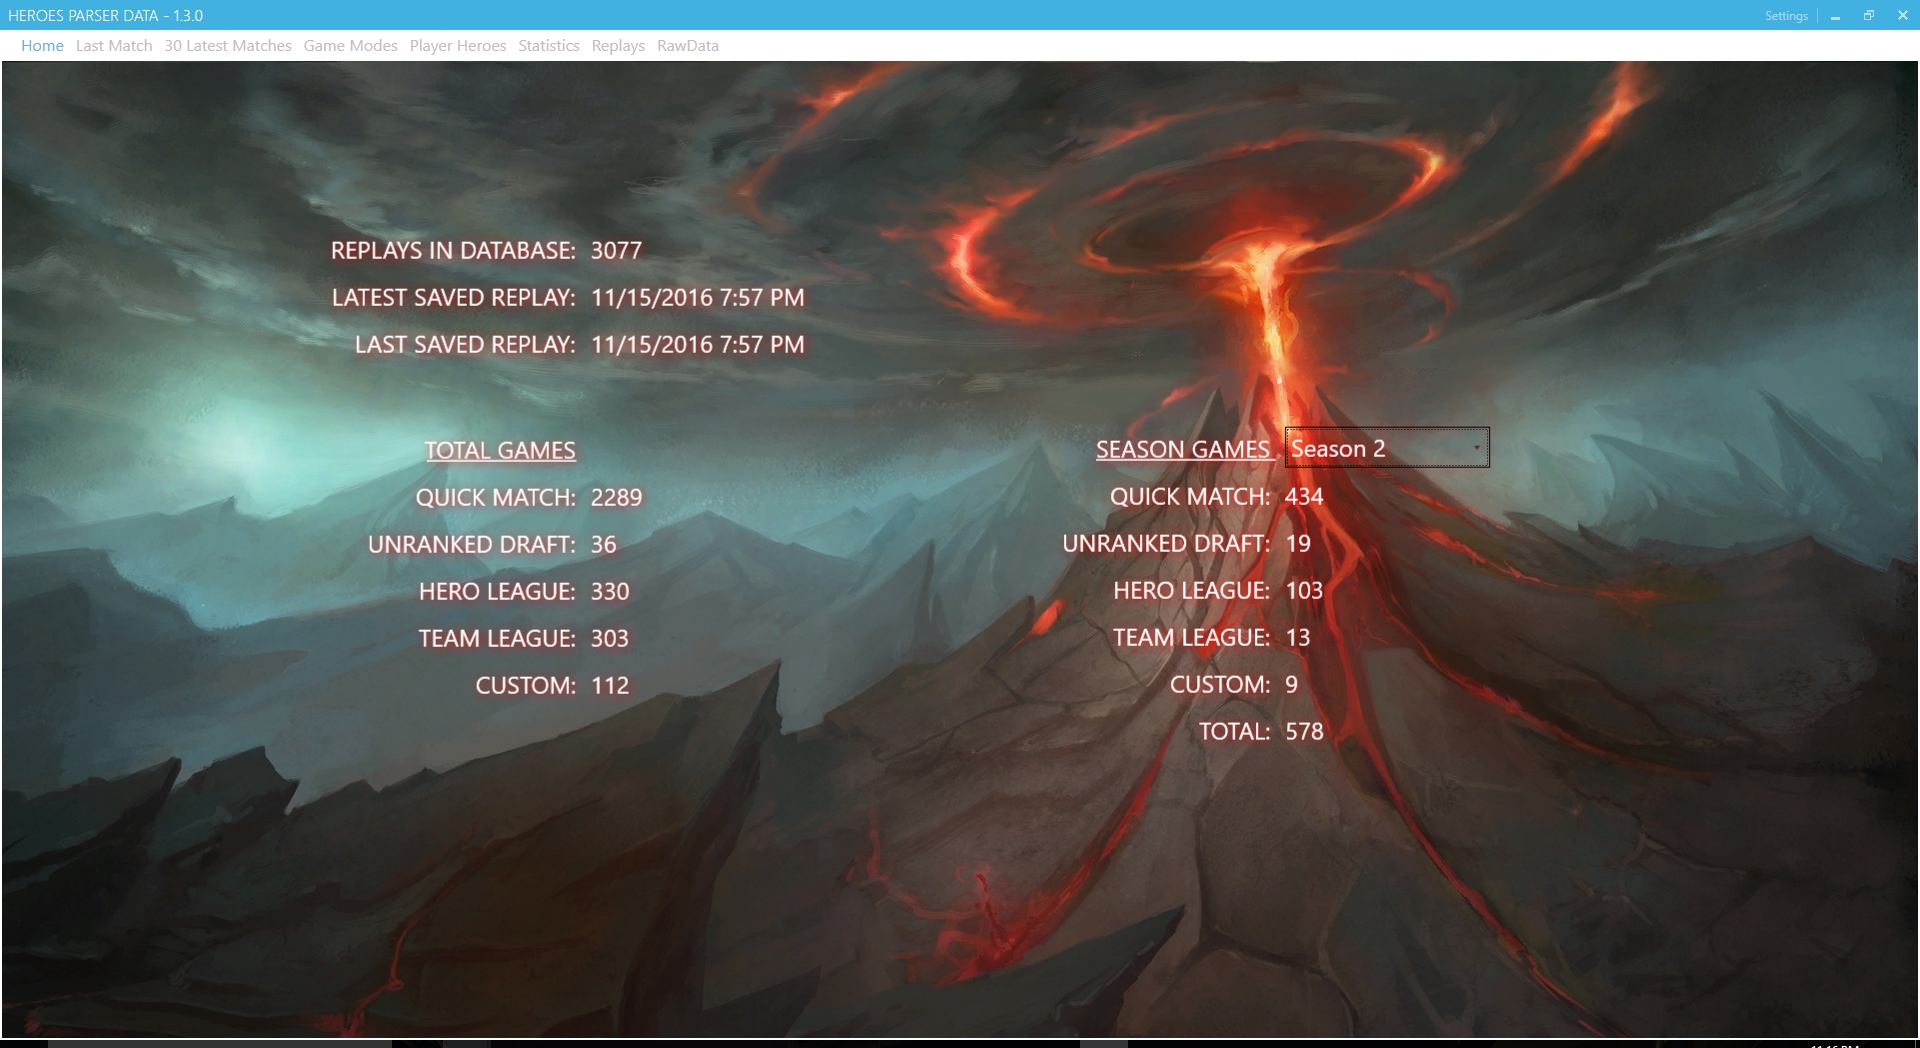 HEROES PARSER DATA - 1.3.0
Settings
Home Last Match 30 Latest Matches Game Modes Player Heroes Statistics Replays RawData
REPLAYS IN DATABASE: 3077
LATEST SAVED REPLAY: 11/15/2016 7:57 PM
LAST SAVED REPLAY: 11/15/2016 7:57 PM
TOTAL GAMES
QUICK MATCH: 2289
UNRANKED DRAFT: 36
HERO LEAGUE: 330
TEAM LEAGUE: 303
CUSTOM: 112
SEASON GAMES Season 2
QUICK MATCH: 434
UNRANKED DRAFT: 19
HERO LEAGUE: 103
TEAM LEAGUE: 13
CUSTOM: 9
TOTAL: 578